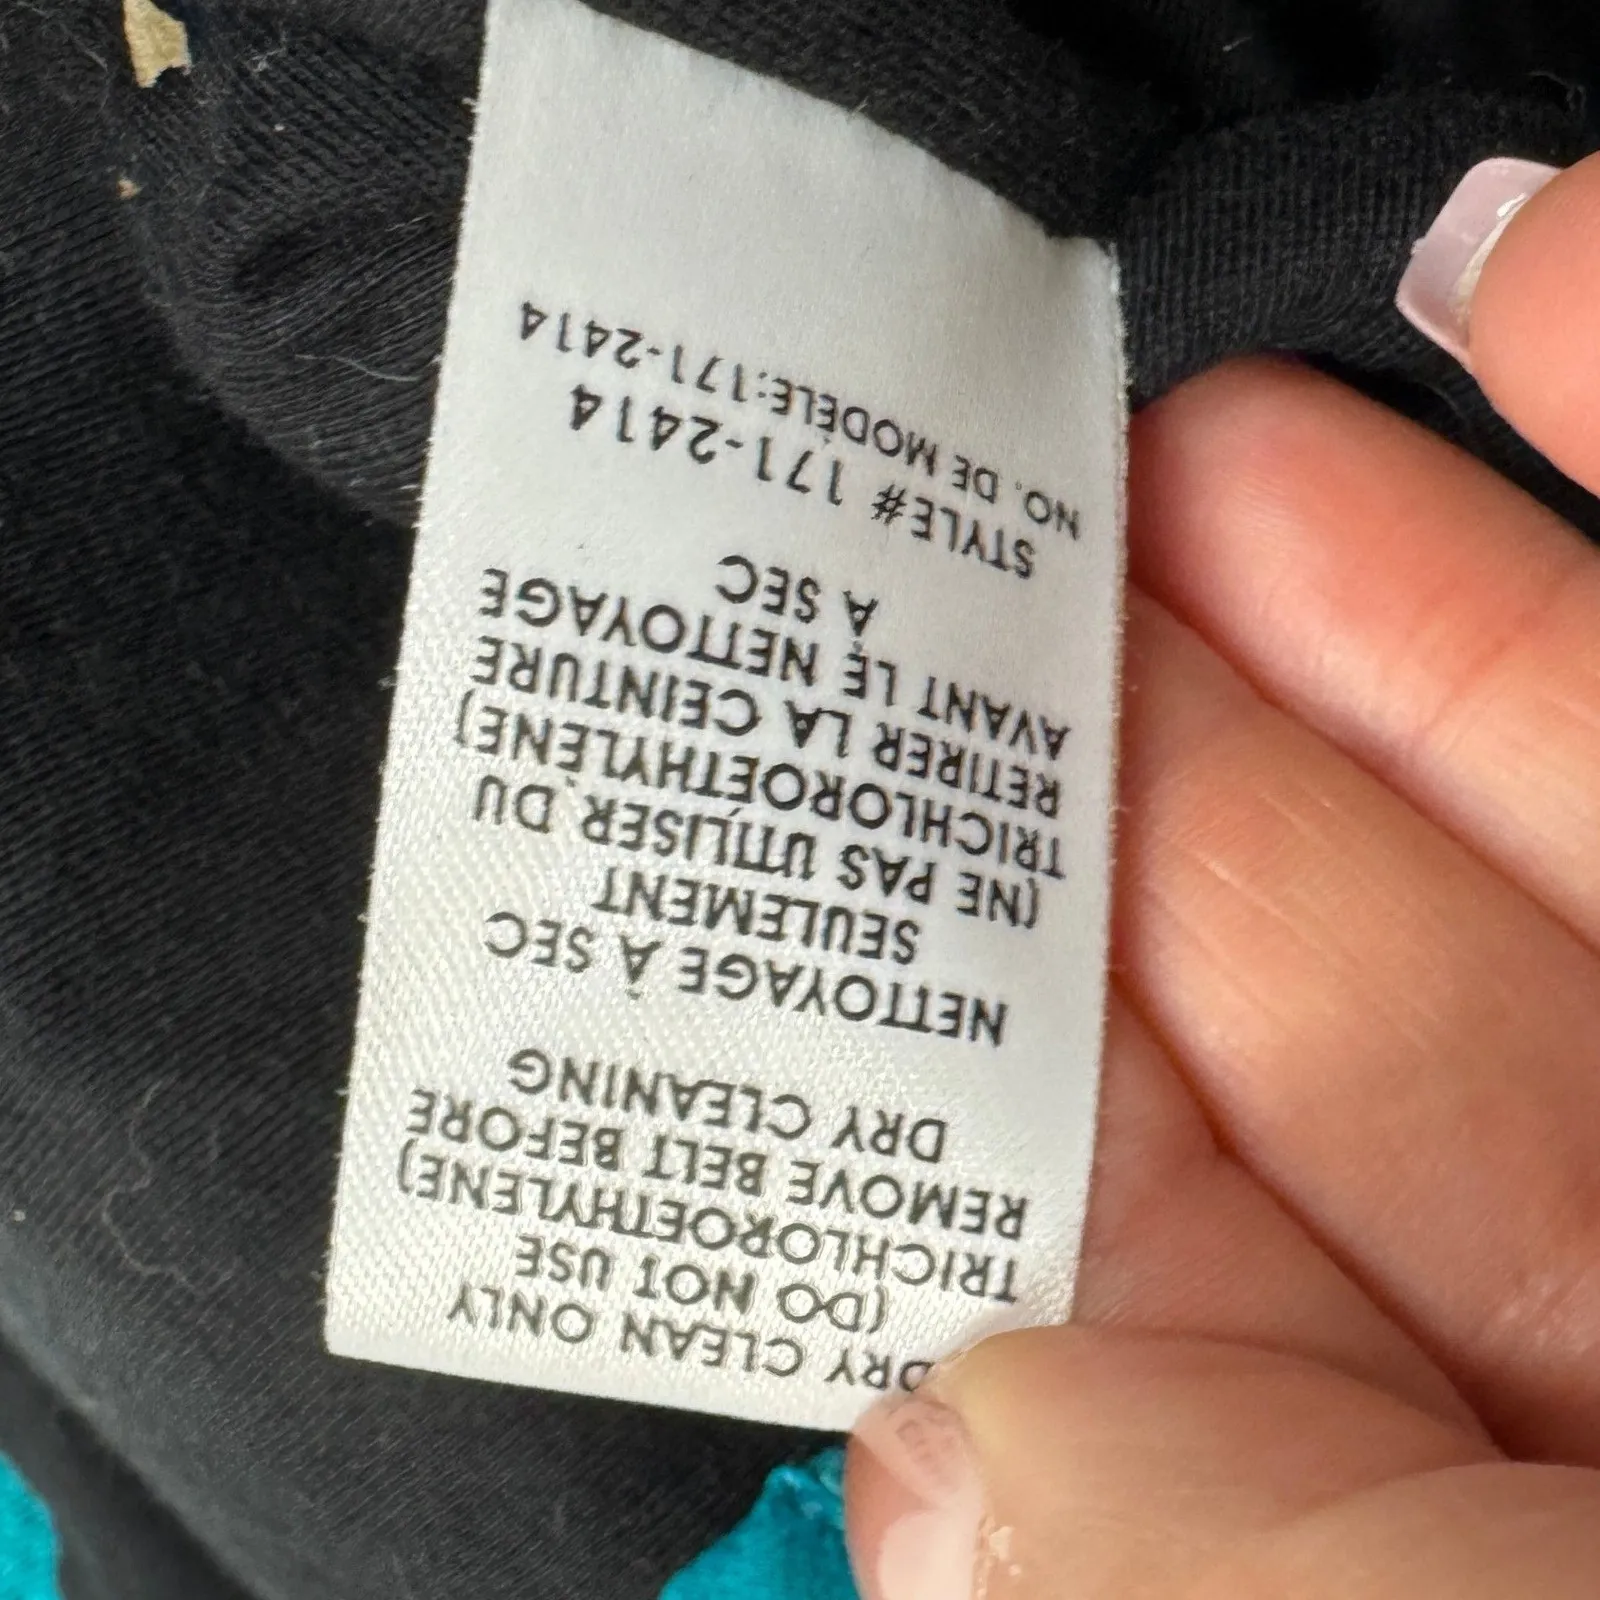 DRY CLEAN ONLY
(DO NOT USE
TRICHLOROETHYLENE)
REMOVE BELT BEFORE
DRY CLEANING
NETTOYAGE À SEC
SEULEMENT
(NE PAS UTILISER DU
TRICHLOROÉTHYLÈNE)
RETIRER LA CEINTURE
AVANT LE NETTOYAGE
À SEC
STYLE# 171-2414
NO. DE MODÈLE:171-2414